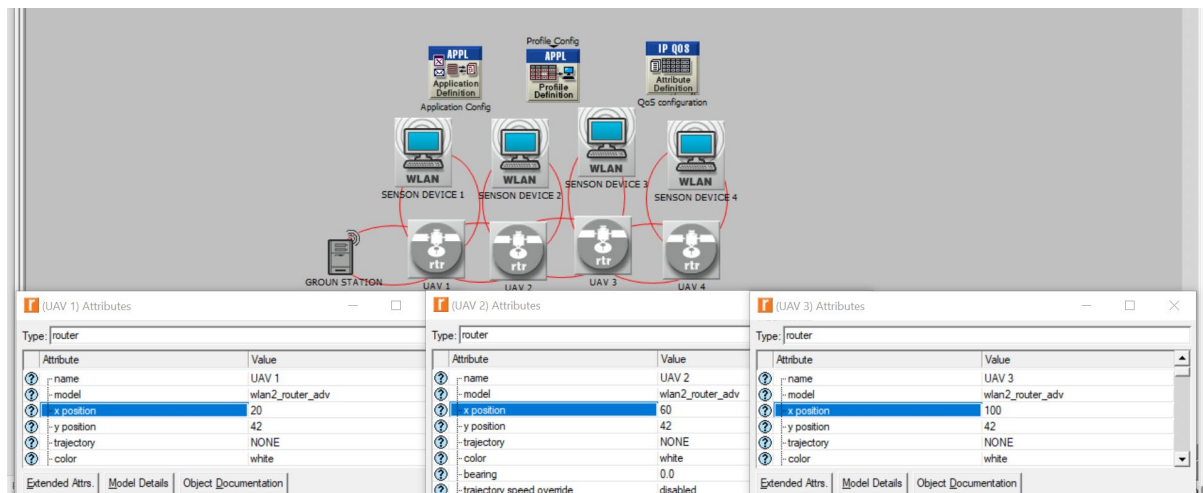 Profile Config
APPL
APPL
IP QOS
Application
Definition
Profile
Definition
Attribute
Definition
Application Config
QoS configuration
WLAN
WLAN
WLAN
WLAN
SENSON DEVICE 1
SENSON DEVICE 2
SENSON DEVICE 3
SENSON DEVICE 4
rtr
rtr
rtr
rtr
GROUN STATION
UAV 1
UAV 2
UAV 3
UAV 4
(UAV 1) Attributes
Type: router
Attribute Value
name UAV 1
model wlan2_router_adv
x position 20
y position 42
trajectory NONE
color white
Extended Attrs. Model Details Object Documentation
(UAV 2) Attributes
Type: router
Attribute Value
name UAV 2
model wlan2_router_adv
x position 60
y position 42
trajectory NONE
color white
bearing 0.0
trajectory speed override disabled
(UAV 3) Attributes
Type: router
Attribute Value
name UAV 3
model wlan2_router_adv
x position 100
y position 42
trajectory NONE
color white
Extended Attrs. Model Details Object Documentation